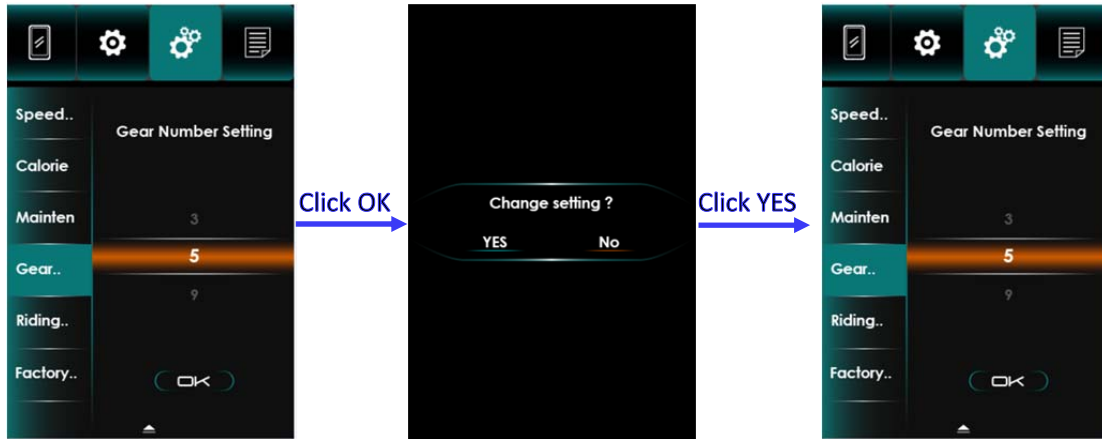 Speed..
Calorie
Mainten
Gear..
Riding..
Factory..
Gear Number Setting
3
5
9
OK
Click OK
Change setting ?
YES No
Click YES
Speed..
Calorie
Mainten
Gear..
Riding..
Factory..
Gear Number Setting
3
5
9
OK